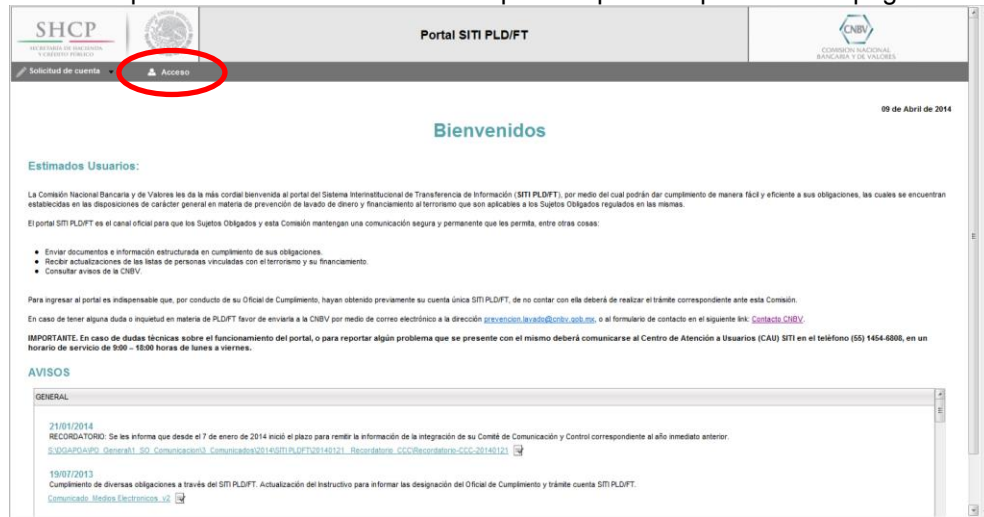 SHCP
SECRETARÍA DE HACIENDA
Y CRÉDITO PÚBLICO
Portal SITI PLD/FT
CNBV
COMISIÓN NACIONAL
BANCARIA Y DE VALORES
Solicitud de cuenta
Acceso
09 de Abril de 2014
Bienvenidos
Estimados Usuarios:
La Comisión Nacional Bancaria y de Valores les da la más cordial bienvenida al portal del Sistema Interinstitucional de Transferencia de Información (SITI PLD/FT), por medio del cual podrán dar cumplimiento de manera fácil y eficiente a sus obligaciones, las cuales se encuentran
establecidas en las disposiciones de carácter general en materia de prevención de lavado de dinero y financiamiento al terrorismo que son aplicables a los Sujetos Obligados regulados en las mismas.
El portal SITI PLD/FT es el canal oficial para que los Sujetos Obligados y esta Comisión mantengan una comunicación segura y permanente que les permita, entre otras cosas:
• Enviar documentos e información estructurada en cumplimiento de sus obligaciones.
• Recibir actualizaciones de las listas de personas vinculadas con el terrorismo y su financiamiento.
• Consultar avisos de la CNBV.
Para ingresar al portal es indispensable que, por conducto de su Oficial de Cumplimiento, hayan obtenido previamente su cuenta única SITI PLD/FT, de no contar con ella deberá de realizar el trámite correspondiente ante esta Comisión.
En caso de tener alguna duda o inquietud en materia de PLD/FT favor de enviarla a la CNBV por medio de correo electrónico a la dirección prevencion.lavado@cnbv.gob.mx, o al formulario de contacto en el siguiente link: Contacto CNBV.
IMPORTANTE. En caso de dudas técnicas sobre el funcionamiento del portal, o para reportar algún problema que se presente con el mismo deberá comunicarse al Centro de Atención a Usuarios (CAU) SITI en el teléfono (55) 1454-6808, en un
horario de servicio de 9:00 – 18:00 horas de lunes a viernes.
AVISOS
GENERAL
21/01/2014
RECORDATORIO: Se les informa que desde el 7 de enero de 2014 inició el plazo para remitir la información de la integración de su Comité de Comunicación y Control correspondiente al año inmediato anterior.
S:\DGAPOA\PO_General\1_SO_Comunicacion\3_Comunicados\2014\SITI-PLDFT\20140121_ Recordatorio_CCC\Recordatorio-CCC-20140121
19/07/2013
Cumplimiento de diversas obligaciones a través del SITI PLD/FT. Actualización del Instructivo para informar las designación del Oficial de Cumplimiento y trámite cuenta SITI PLD/FT.
Comunicado_Medios Electronicos_v2